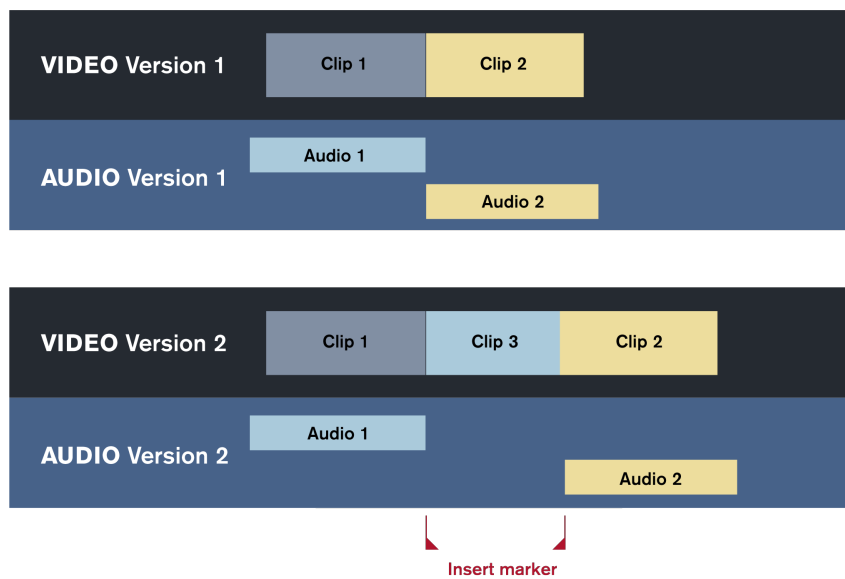 VIDEO Version 1
Clip 1
Clip 2
AUDIO Version 1
Audio 1
Audio 2
VIDEO Version 2
Clip 1
Clip 3
Clip 2
AUDIO Version 2
Audio 1
Audio 2
Insert marker